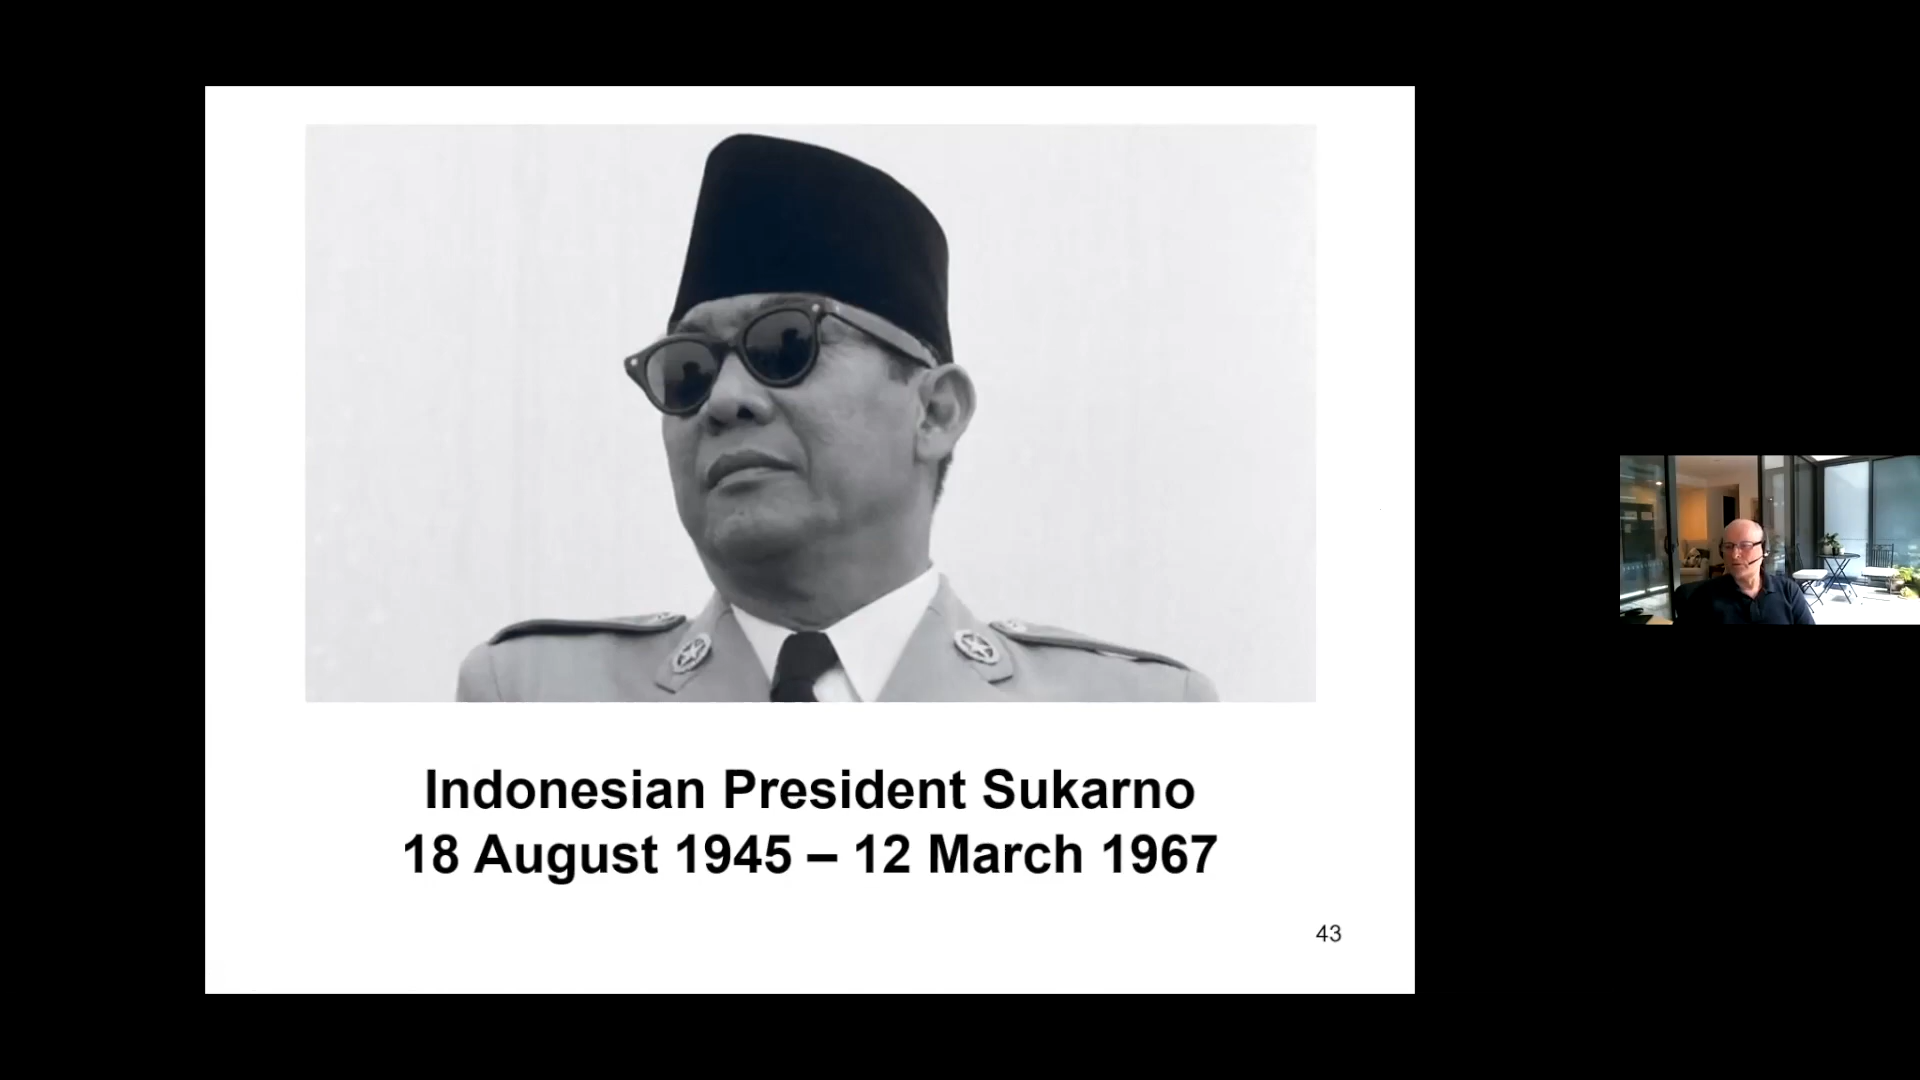 Indonesian President Sukarno
18 August 1945 – 12 March 1967
43